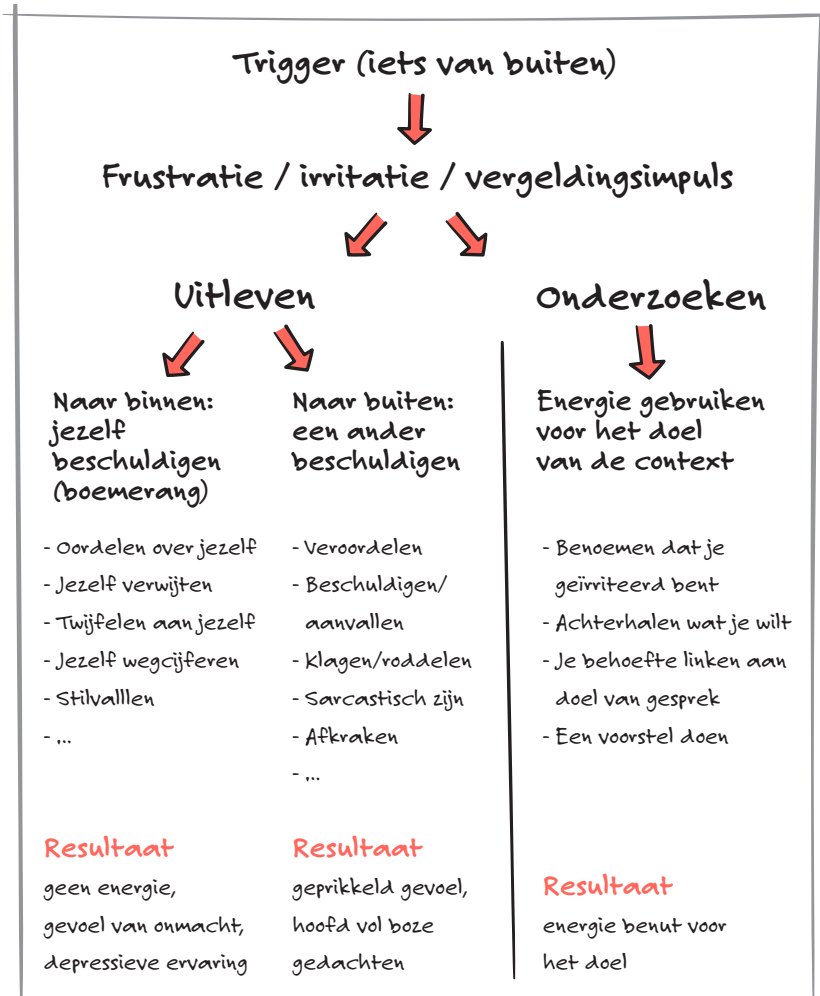 Trigger (iets van buiten)
Frustratie / irritatie / vergeldingsimpuls
Uitleven
Onderzoeken
Naar binnen:
jezelf
beschuldigen
(boemerang)
- Oordelen over jezelf
- Jezelf verwijten
- Twijfelen aan jezelf
- Jezelf wegcijferen
- Stilvalllen
- ...
Resultaat
geen energie,
gevoel van onmacht,
depressieve ervaring
Naar buiten:
een ander
beschuldigen
- Veroordelen
- Beschuldigen/
aanvallen
- Klagen/roddelen
- Sarcastisch zijn
- Afkraken
- ...
Resultaat
geprikkeld gevoel,
hoofd vol boze
gedachten
Energie gebruiken
voor het doel
van de context
- Benoemen dat je
geïrriteerd bent
- Achterhalen wat je wilt
- Je behoefte linken aan
doel van gesprek
- Een voorstel doen
Resultaat
energie benut voor
het doel